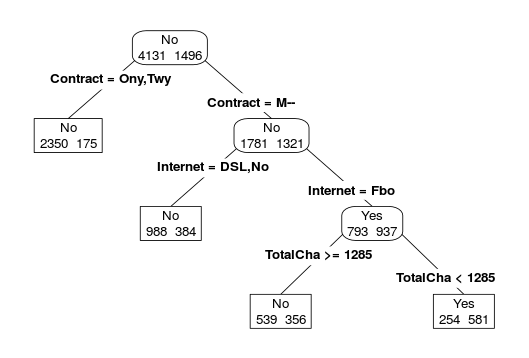 No
4131 1496
Contract = Ony,Twy
Contract = M--
No
2350 175
No
1781 1321
Internet = DSL,No
Internet = Fbo
No
988 384
Yes
793 937
TotalCha >= 1285
TotalCha < 1285
No
539 356
Yes
254 581